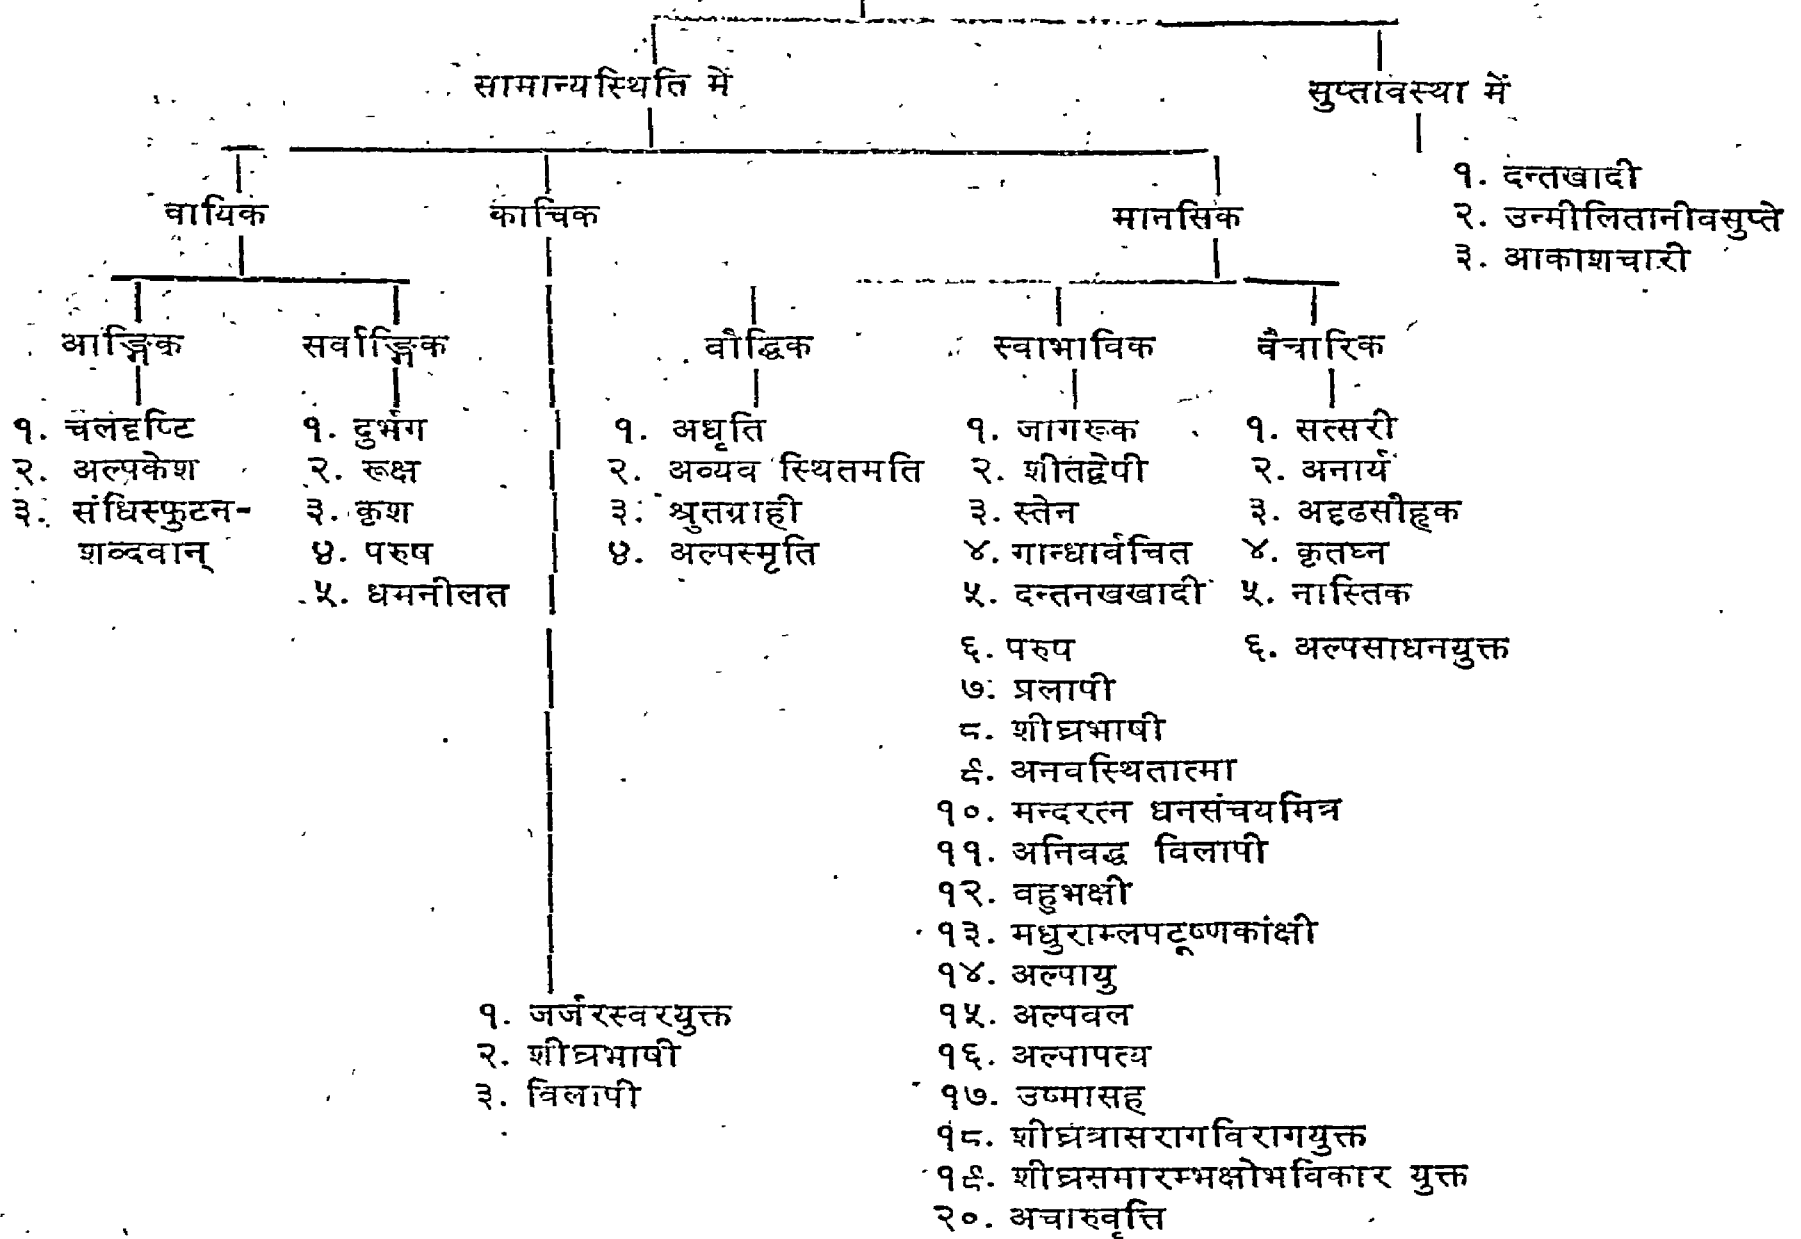 सामान्यस्थिति में
सुप्तावस्था में
वायिक
काचिक
मानसिक
१. दन्तखादी
२. उन्मीलितानीवसुप्ते
३. आकाशचारी
आङ्गिक
सर्वाङ्गिक
वौद्धिक
स्वाभाविक
वैचारिक
१. चलदृष्टि
२. अल्पकेश
३. संधिस्फुटन-
शव्दवान्
१. दुर्भग
२. रूक्ष
३. कृश
४. परुष
५. धमनीलत
१. अधृति
२. अव्यव स्थितमति
३. श्रुतग्राही
४. अल्पस्मृति
१. जागरूक
२. शीतद्वेपी
३. स्तेन
४. गान्धार्वचित
५. दन्तनखखादी
६. परुप
७. प्रलापी
८. शीघ्रभाषी
९. अनवस्थितात्मा
१०. मन्दरत्न धनसंचयमित्र
११. अनिवद्ध विलापी
१२. वहुभक्षी
१३. मधुराम्लपटूष्णकांक्षी
१४. अल्पायु
१५. अल्पवल
१६. अल्पापत्य
१७. उष्मासह
१८. शीघ्रत्रासरागविरागयुक्त
१९. शीघ्रसमारम्भक्षोभविकार युक्त
२०. अचारुवृत्ति
१. सत्सरी
२. अनार्य
३. अदृढसौहृक
४. कृतघ्न
५. नास्तिक
६. अल्पसाधनयुक्त
१. जर्जरस्वरयुक्त
२. शीघ्रभाषी
३. विलापी